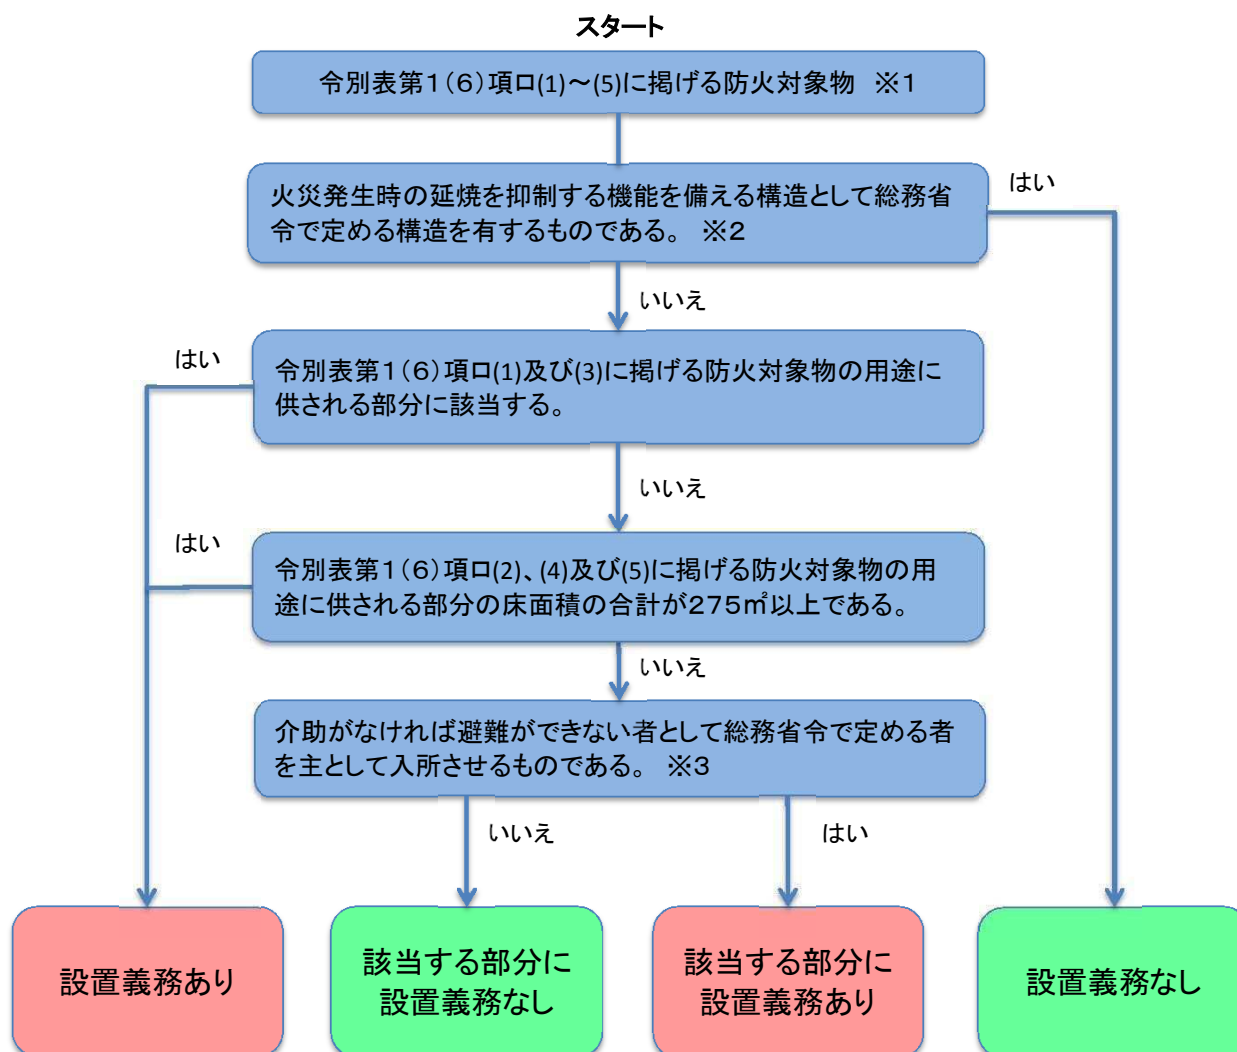 スタート
令別表第1(6)項ロ(1)～(5)に掲げる防火対象物 ※1
火災発生時の延焼を抑制する機能を備える構造として総務省
令で定める構造を有するものである。 ※2
はい
いいえ
はい
令別表第1(6)項ロ(1)及び(3)に掲げる防火対象物の用途に
供される部分に該当する。
いいえ
はい
令別表第1(6)項ロ(2)、(4)及び(5)に掲げる防火対象物の用
途に供される部分の床面積の合計が275㎡以上である。
いいえ
介助がなければ避難ができない者として総務省令で定める者
を主として入所させるものである。 ※3
いいえ
はい
設置義務あり
該当する部分に
設置義務なし
該当する部分に
設置義務あり
設置義務なし